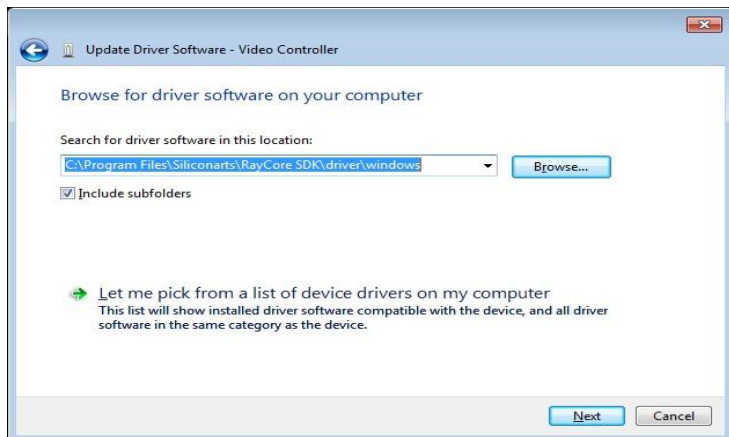 Update Driver Software - Video Controller
Browse for driver software on your computer
Search for driver software in this location:
C:\Program Files\Siliconarts\RayCore SDK\driver\windows
Browse...
Include subfolders
Let me pick from a list of device drivers on my computer
This list will show installed driver software compatible with the device, and all driver
software in the same category as the device.
Next
Cancel